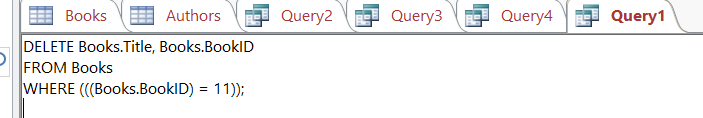 Books Authors Query2 Query3 Query4 Query1
DELETE Books.Title, Books.BookID
FROM Books
WHERE (((Books.BookID) = 11));